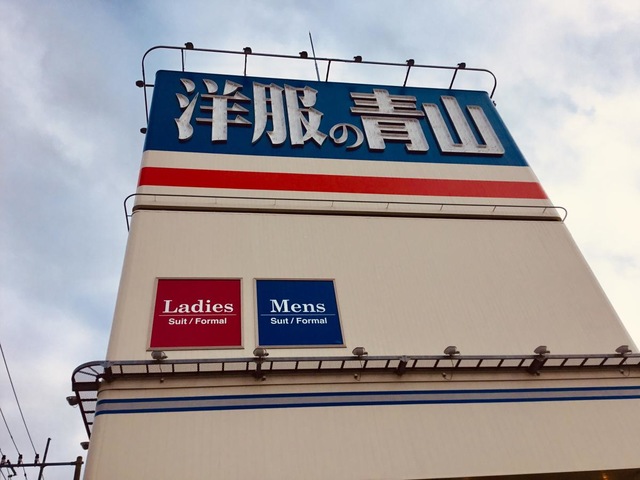 洋服の青山
Ladies
Suit / Formal
Mens
Suit / Formal